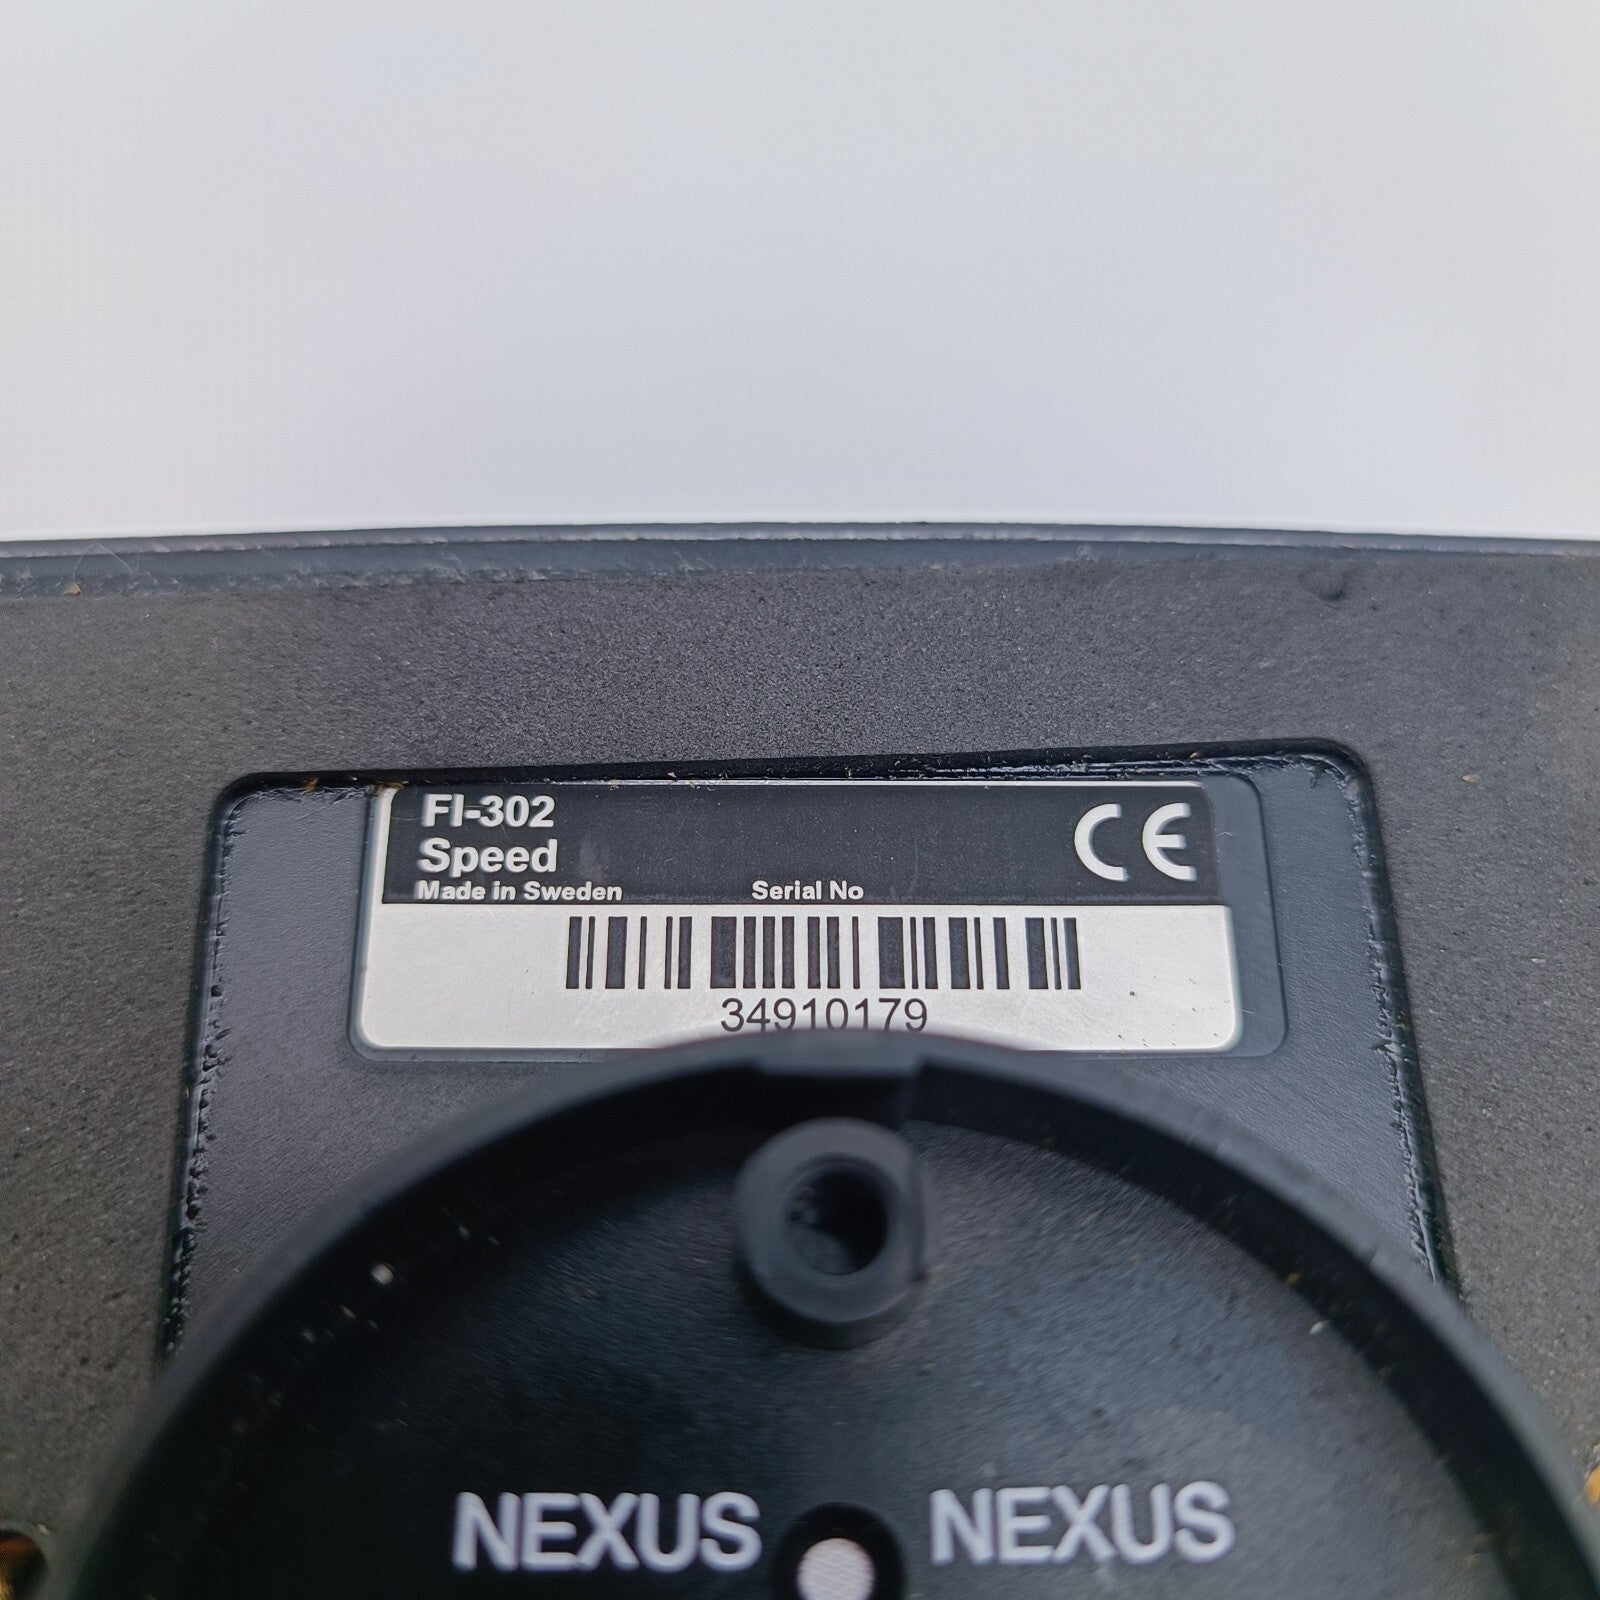 FI-302
Speed
Made in Sweden Serial No
CE
34910179
NEXUS NEXUS